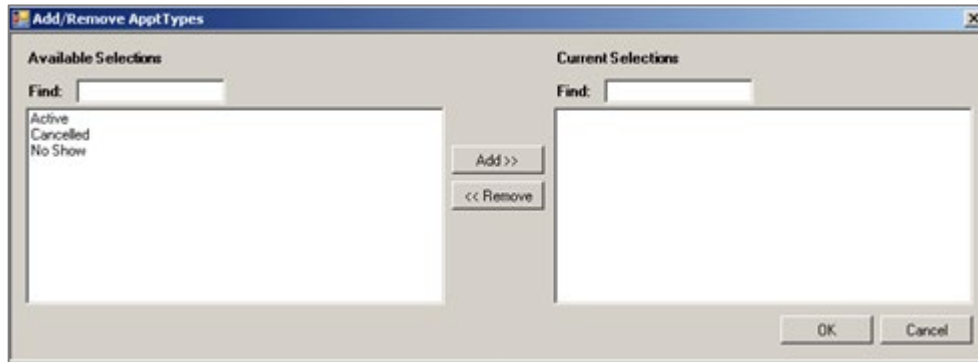 Add/Remove ApptTypes
Available Selections
Current Selections
Find:
Find:
Active
Cancelled
No Show
Add >>
<< Remove
OK
Cancel